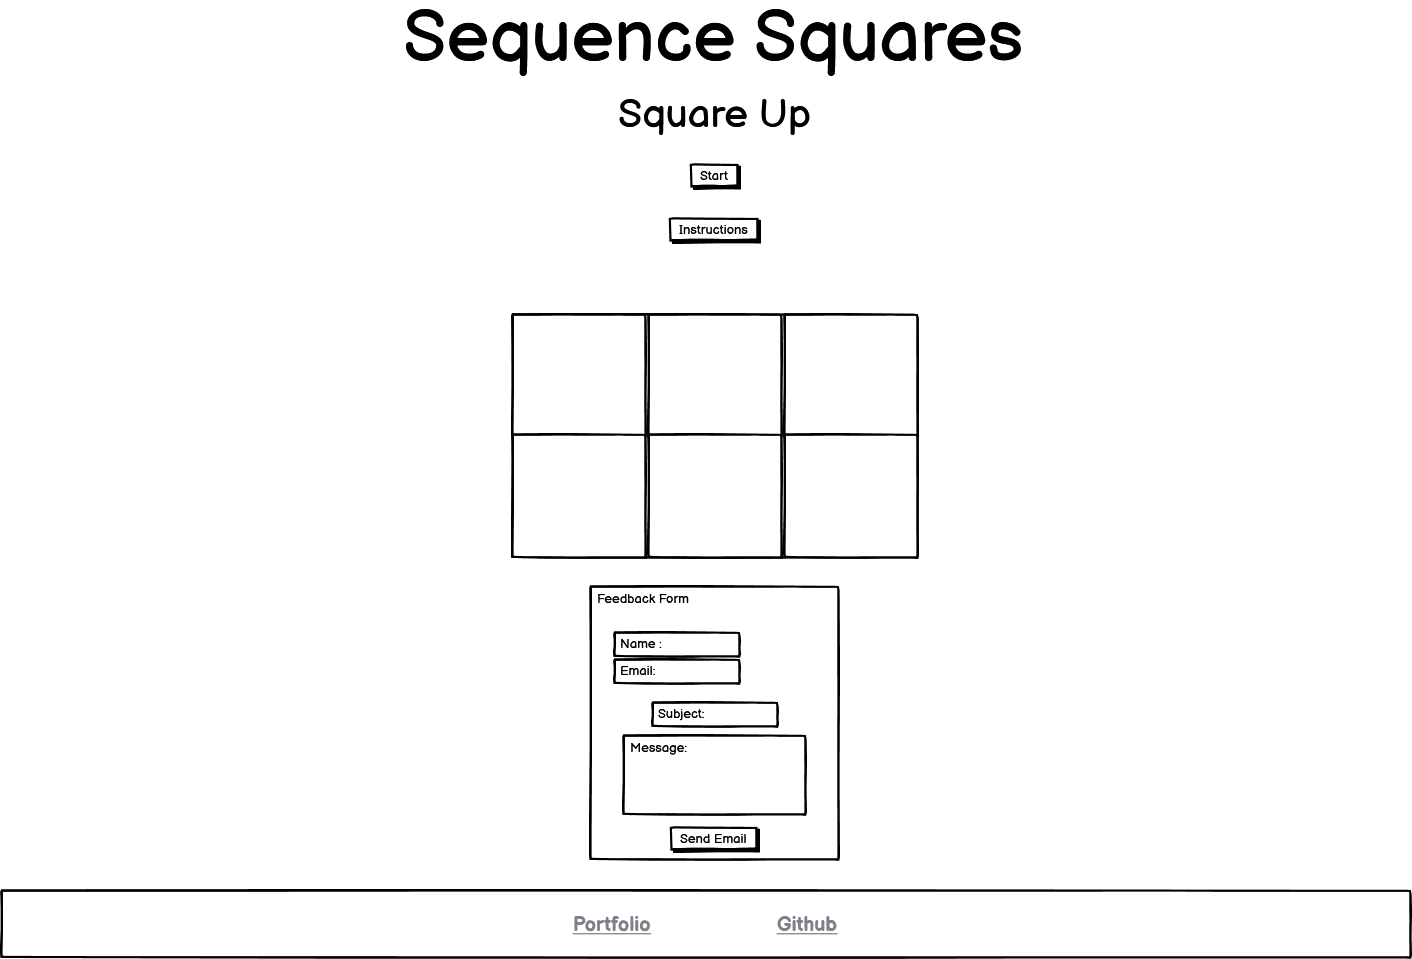 Sequence Squares
Square Up
Start
Instructions
Feedback Form
Name :
Email:
Subject:
Message:
Send Email
Portfolio
Github